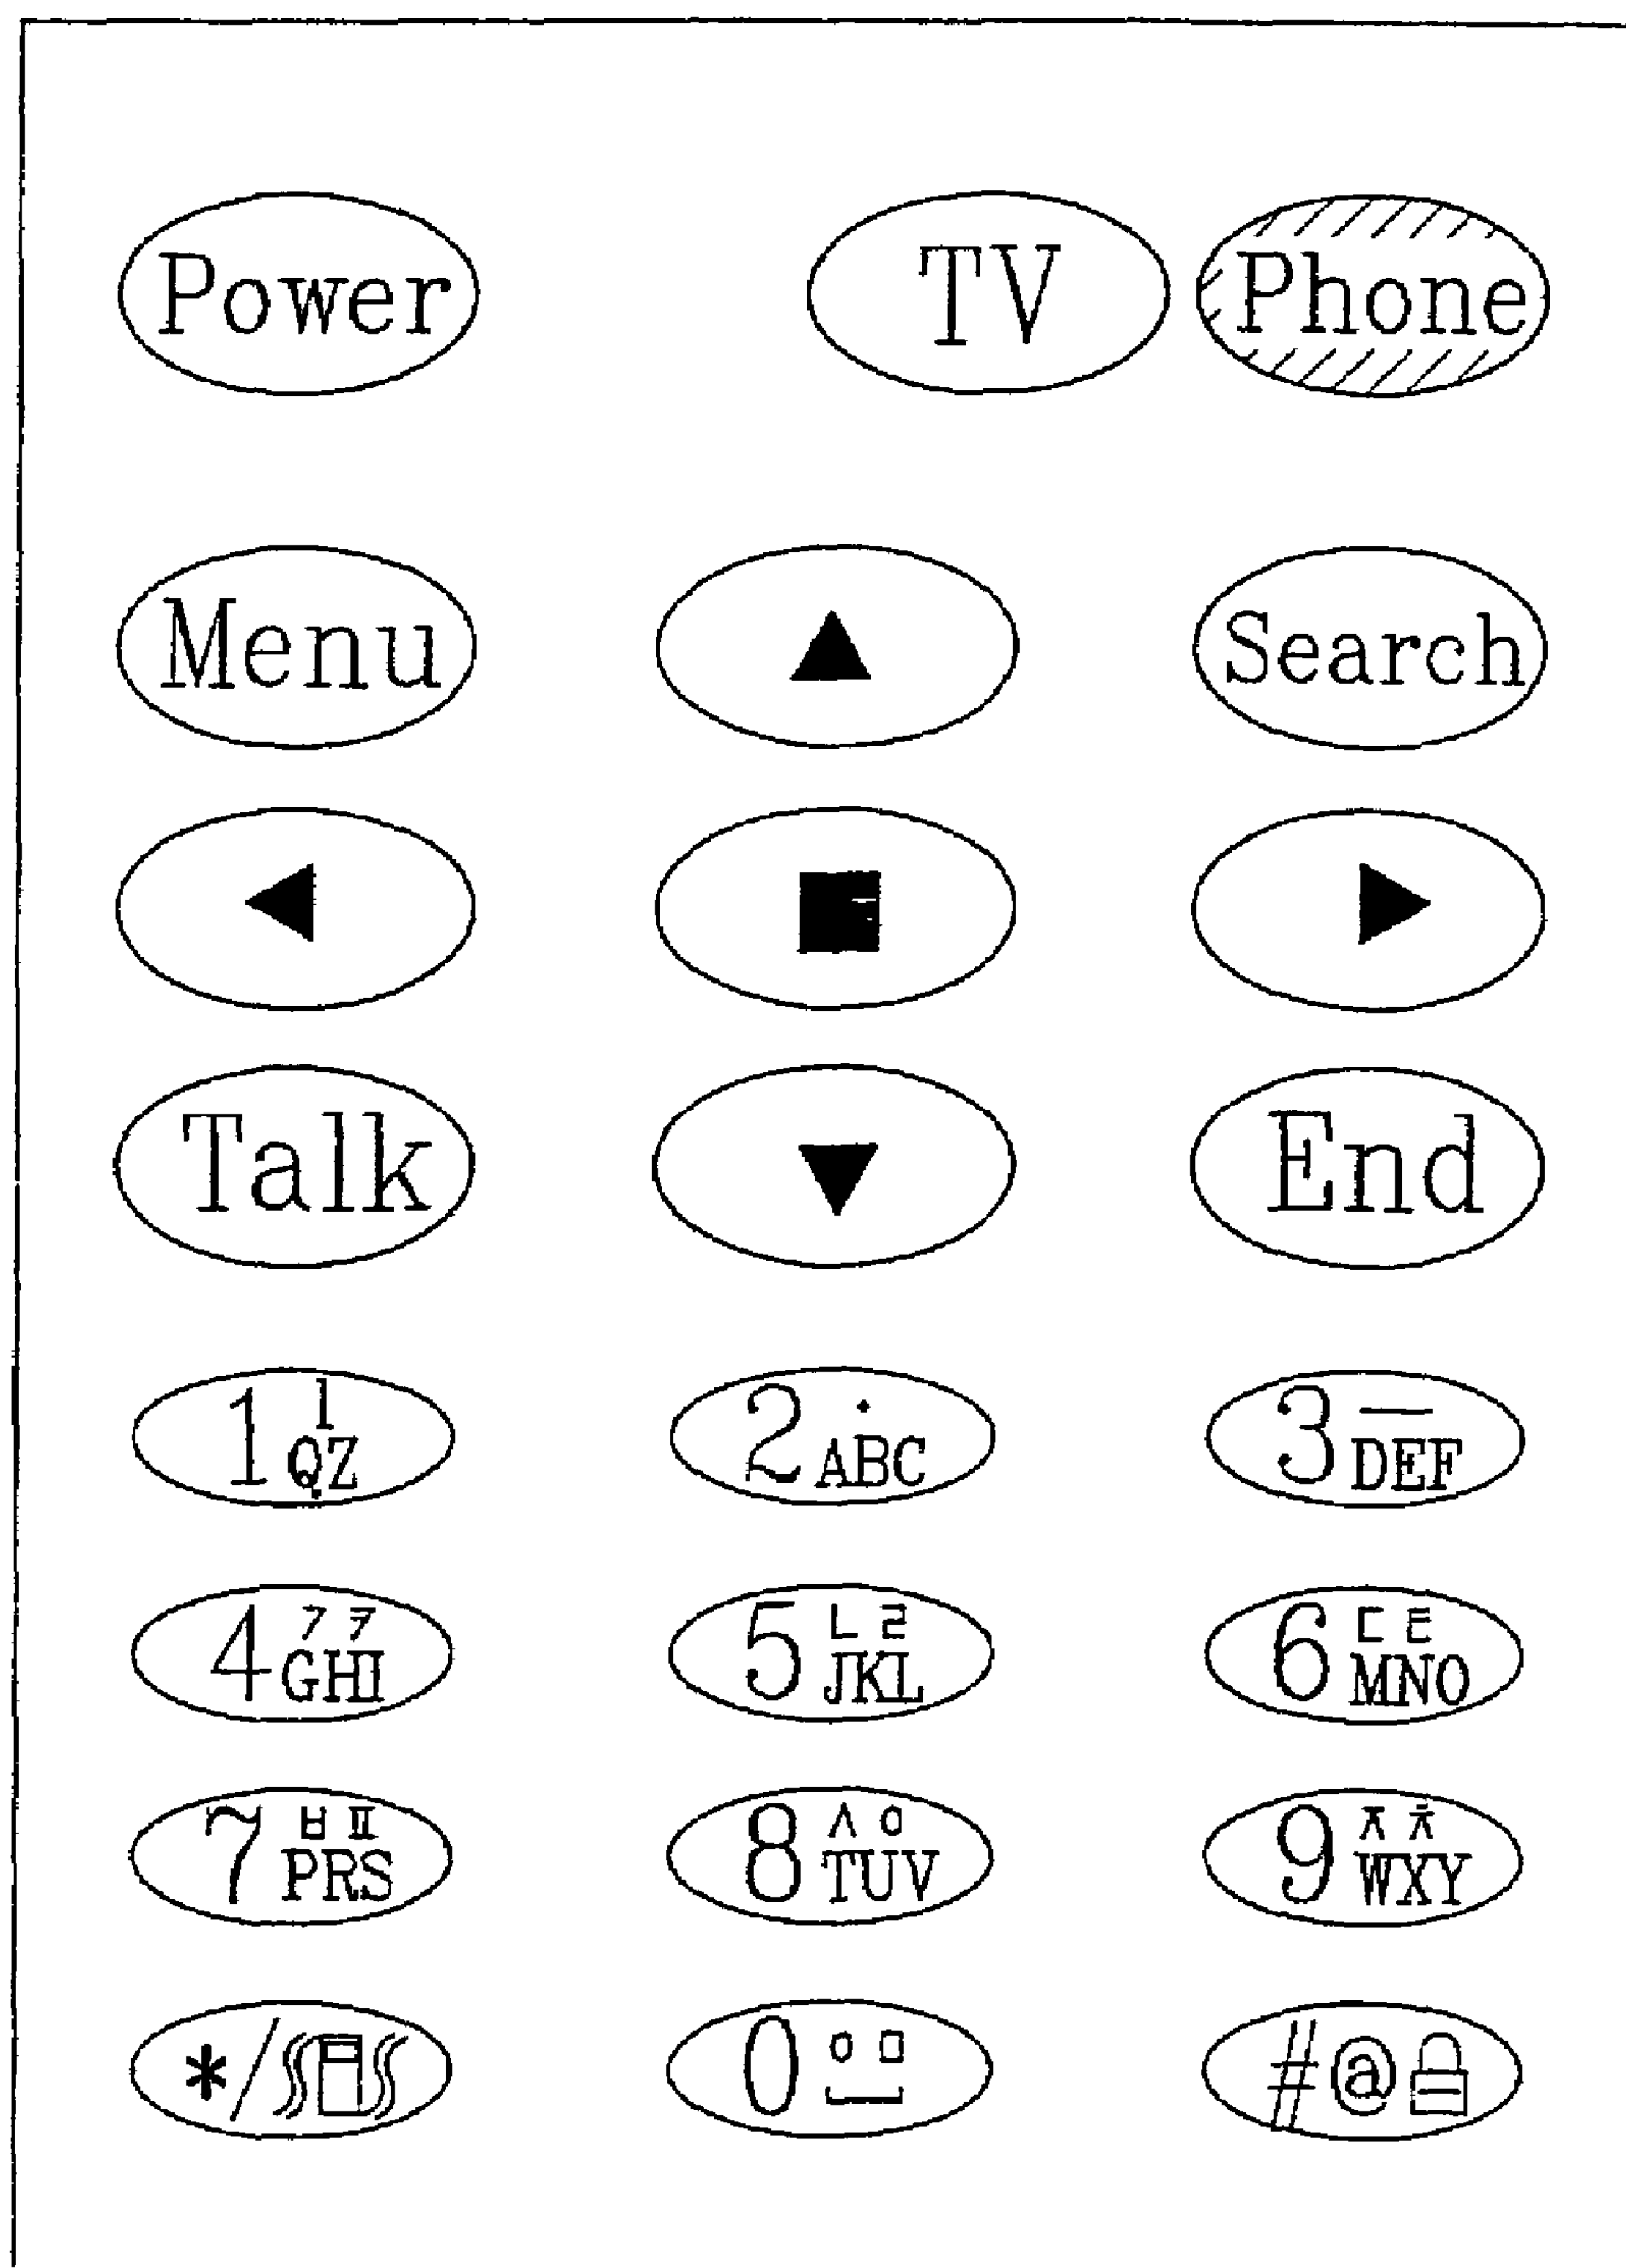 Power TV Phone
Menu ▲ Search
◀ ■ ▶
Talk ▼ End
1 ㅣ QZ 2 · ABC 3 ㅡ DEF
4 ㄱㅋ GHI 5 ㄴㄹ JKL 6 ㄷㅌ MNO
7 ㅂㅍ PRS 8 ㅅㅇ TUV 9 ㅈㅊ WXY
*/ 0 ㅇㅁ #@